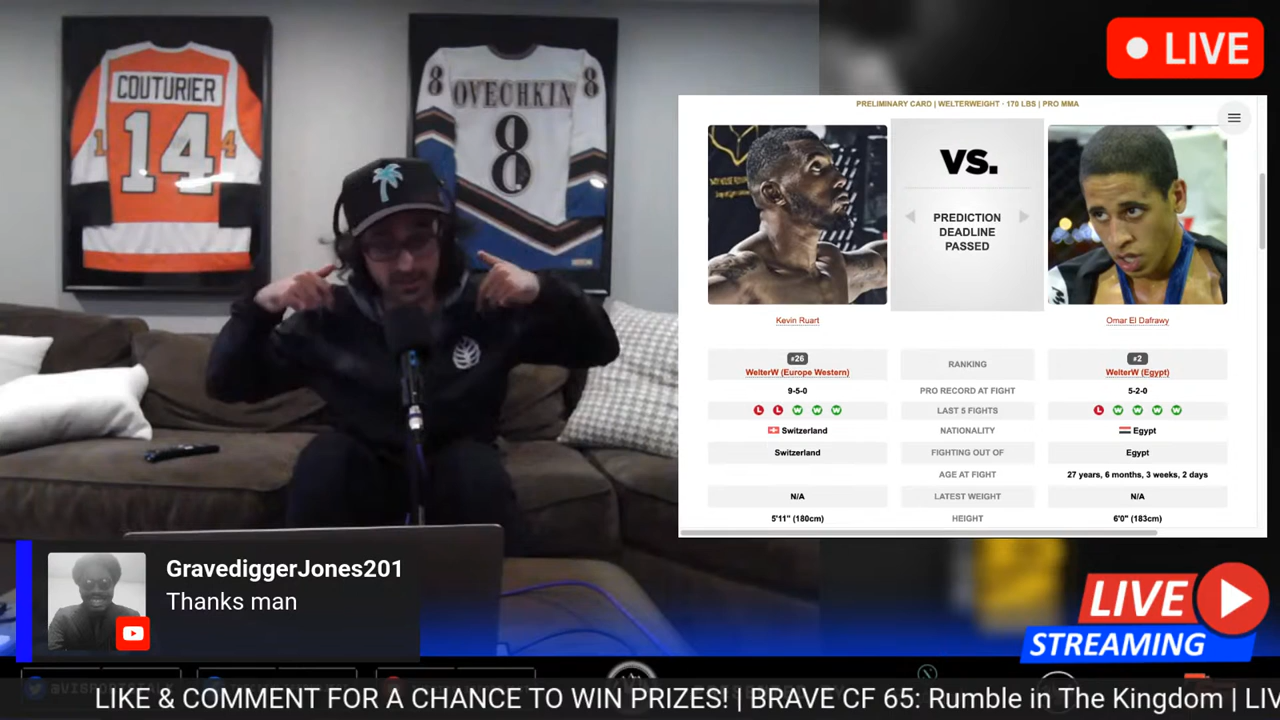 LIVE
COUTURIER
14
1
4
OVECHKIN
8
8
8
PRELIMINARY CARD | WELTERWEIGHT · 170 LBS | PRO MMA
VS.
PREDICTION
DEADLINE
PASSED
Kevin Ruart
Omar El Dafrawy
#26
WelterW (Europe Western)
RANKING
#2
WelterW (Egypt)
9-5-0
PRO RECORD AT FIGHT
5-2-0
L L W W W
LAST 5 FIGHTS
L W W W W
Switzerland
NATIONALITY
Egypt
Switzerland
FIGHTING OUT OF
Egypt
AGE AT FIGHT
27 years, 6 months, 3 weeks, 2 days
N/A
LATEST WEIGHT
N/A
5'11" (180cm)
HEIGHT
6'0" (183cm)
GravediggerJones201
Thanks man
LIVE
STREAMING
LIKE & COMMENT FOR A CHANCE TO WIN PRIZES! | BRAVE CF 65: Rumble in The Kingdom | LIV